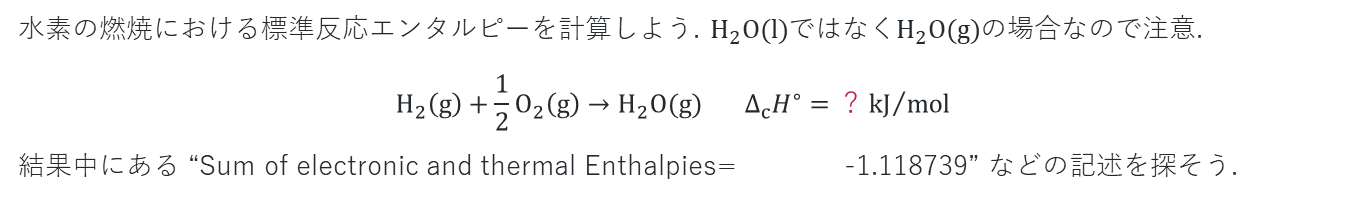 水素の燃焼における標準反応エンタルピーを計算しよう. H₂O(l)ではなくH₂O(g)の場合なので注意.
H₂(g) + 1/2 O₂(g) → H₂O(g) Δ_cH° = ? kJ/mol
結果中にある “Sum of electronic and thermal Enthalpies= -1.118739” などの記述を探そう.